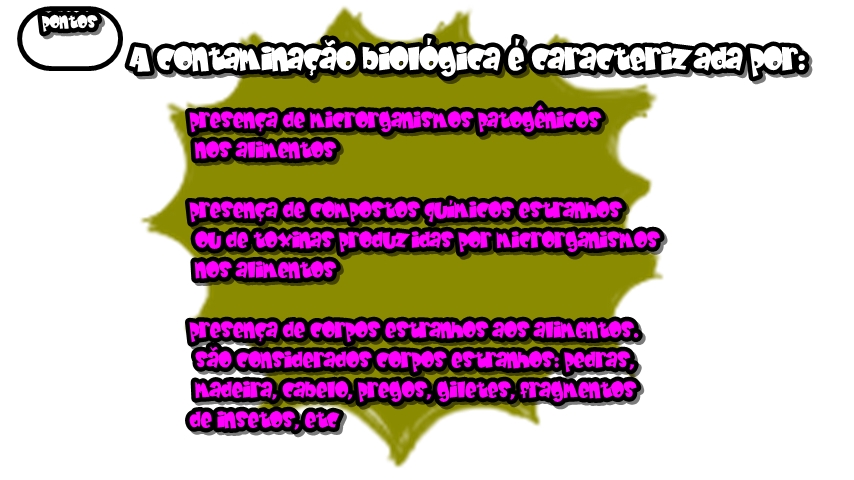 pontos
A contaminação biológica é caracterizada por:
presença de microrganismos patogênicos
nos alimentos
presença de compostos químicos estranhos
ou de toxinas produzidas por microrganismos
nos alimentos
presença de corpos estranhos aos alimentos.
são considerados corpos estranhos: pedras,
madeira, cabelo, pregos, giletes, fragmentos
de insetos, etc